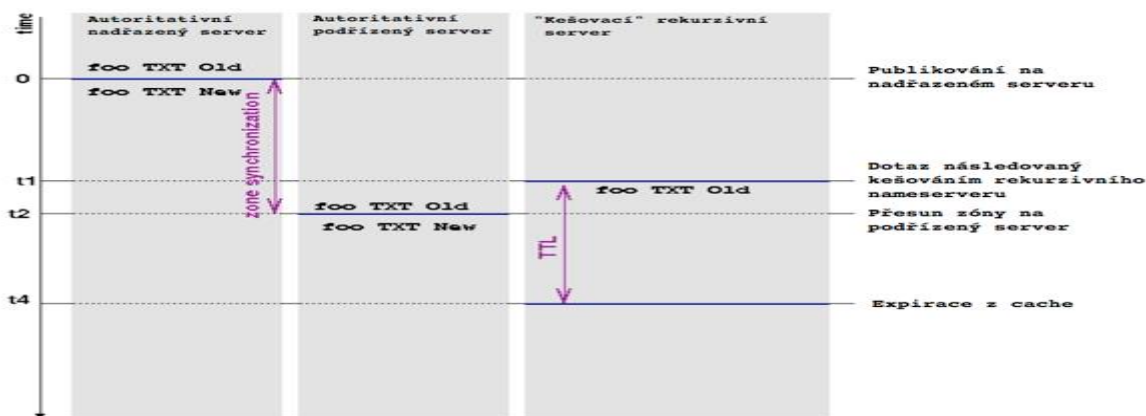 time
Autoritativní
nadřazený server
Autoritativní
podřízený server
"Kešovací" rekurzivní
server
foo TXT Old
0
foo TXT New
Publikování na
nadřazeném serveru
zone synchronization
t1
foo TXT Old
Dotaz následovaný
kešováním rekurzivního
nameserveru
foo TXT Old
t2
foo TXT New
Přesun zóny na
podřízený server
TTL
t4
Expirace z cache